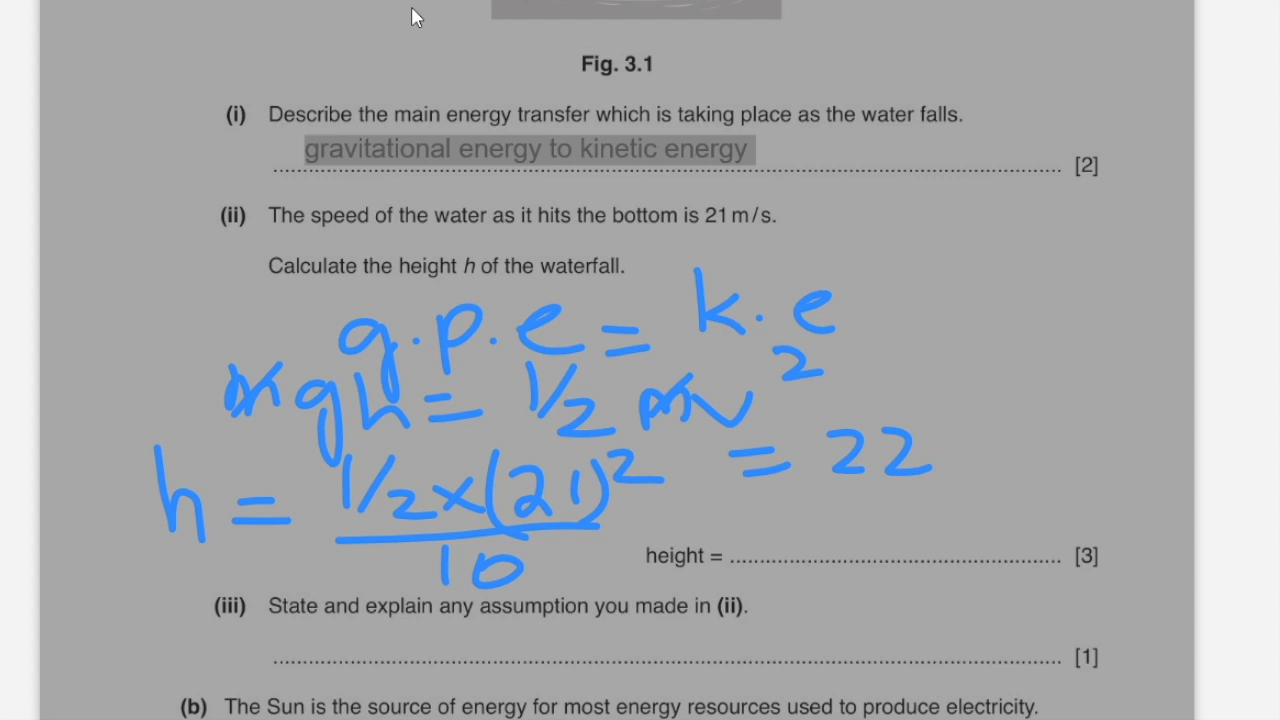 Fig. 3.1
(i) Describe the main energy transfer which is taking place as the water falls.
gravitational energy to kinetic energy
.......................................................................................................................... [2]
(ii) The speed of the water as it hits the bottom is 21 m/s.
Calculate the height h of the waterfall.
g.p.e = k.e
mgh = 1/2 mv²
h = 1/2 × (21)² / 10 = 22
height = ...................................................... [3]
(iii) State and explain any assumption you made in (ii).
.......................................................................................................................... [1]
(b) The Sun is the source of energy for most energy resources used to produce electricity.